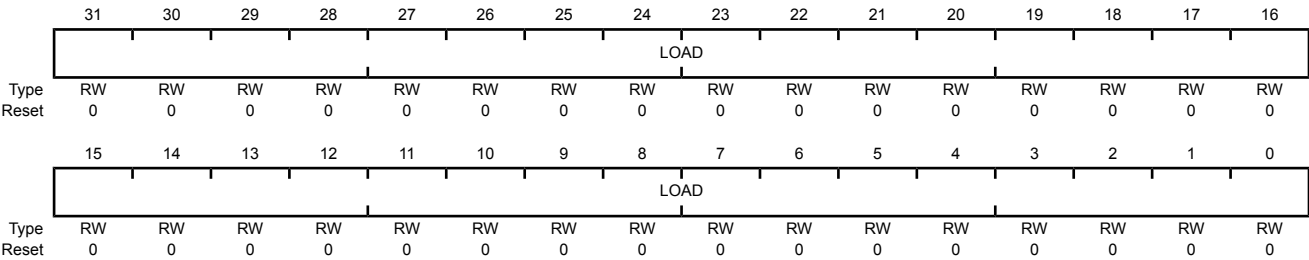 31 30 29 28 27 26 25 24 23 22 21 20 19 18 17 16
LOAD
Type RW RW RW RW RW RW RW RW RW RW RW RW RW RW RW RW
Reset 0 0 0 0 0 0 0 0 0 0 0 0 0 0 0 0
15 14 13 12 11 10 9 8 7 6 5 4 3 2 1 0
LOAD
Type RW RW RW RW RW RW RW RW RW RW RW RW RW RW RW RW
Reset 0 0 0 0 0 0 0 0 0 0 0 0 0 0 0 0